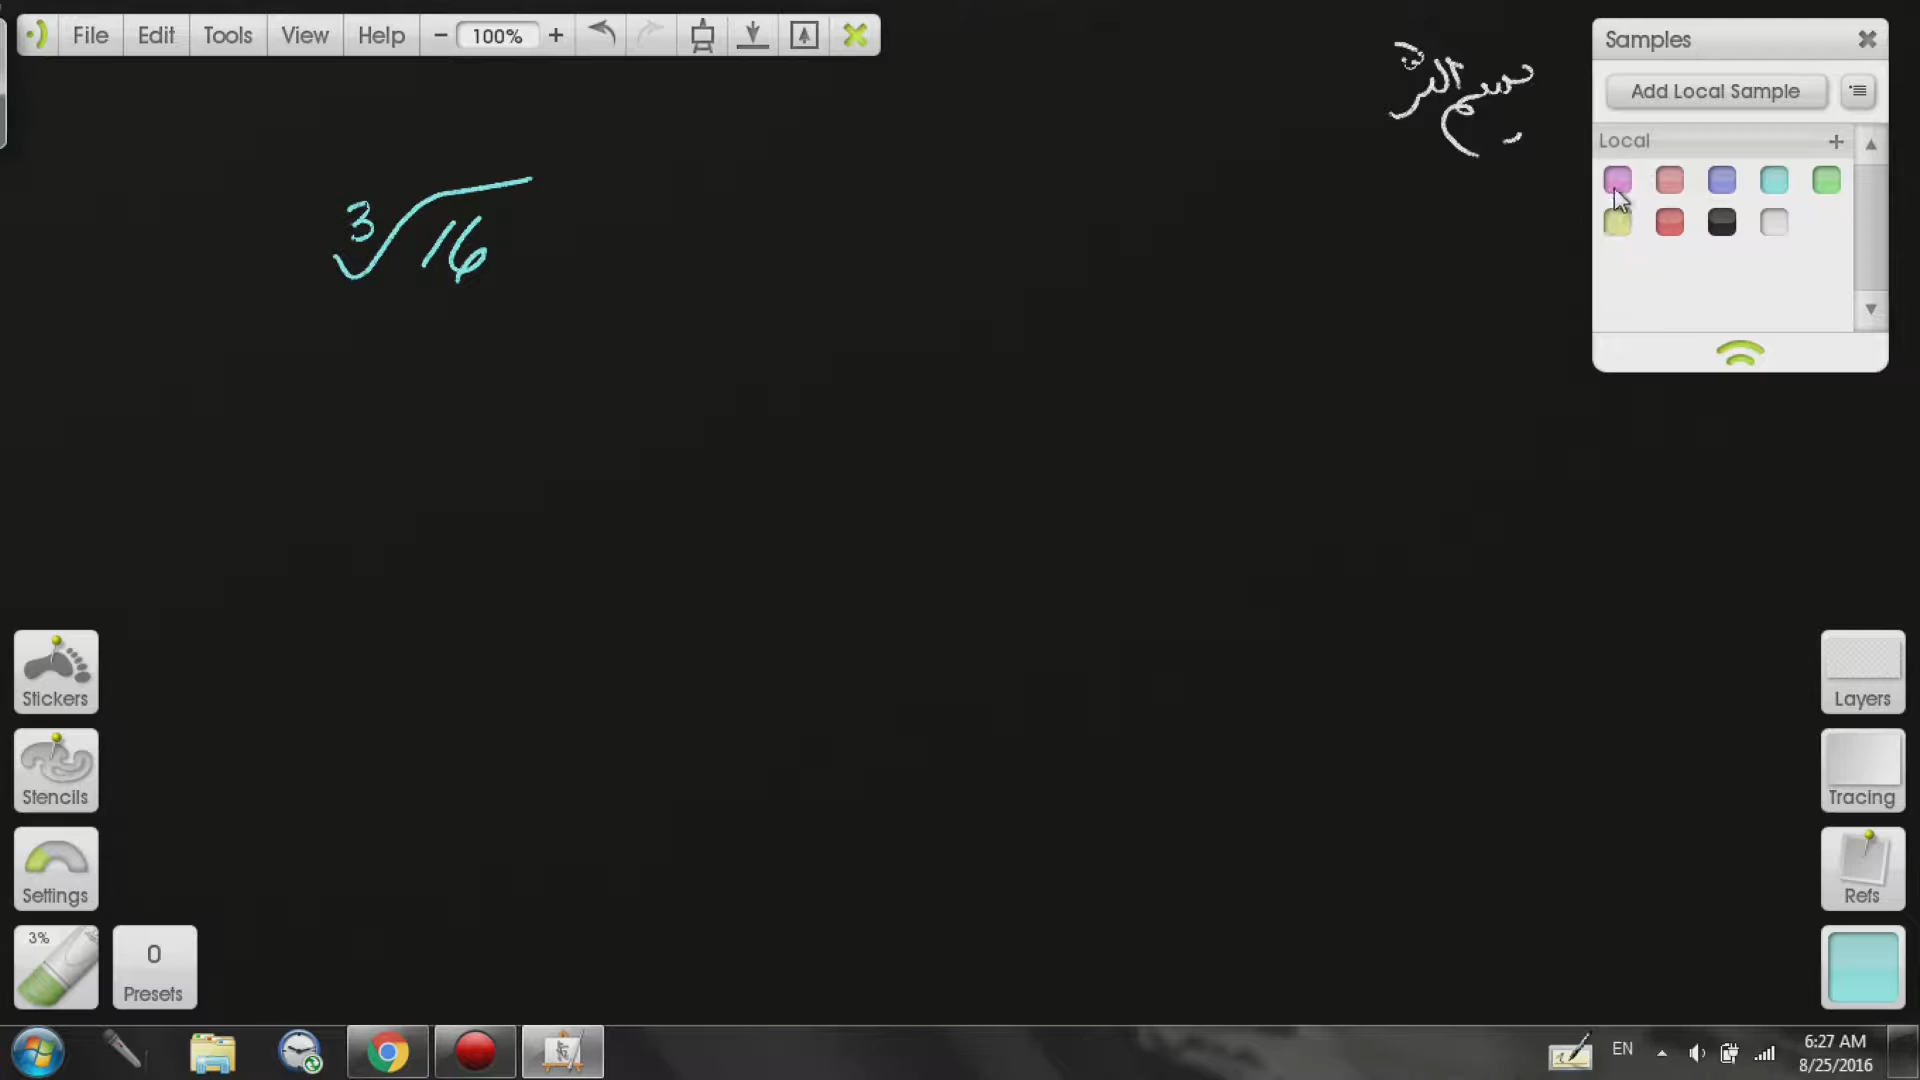 File Edit Tools View Help − 100% +
Samples
Add Local Sample
Local
بسم الله
∛16
Stickers
Stencils
Settings
3%
0
Presets
Layers
Tracing
Refs
EN
6:27 AM
8/25/2016